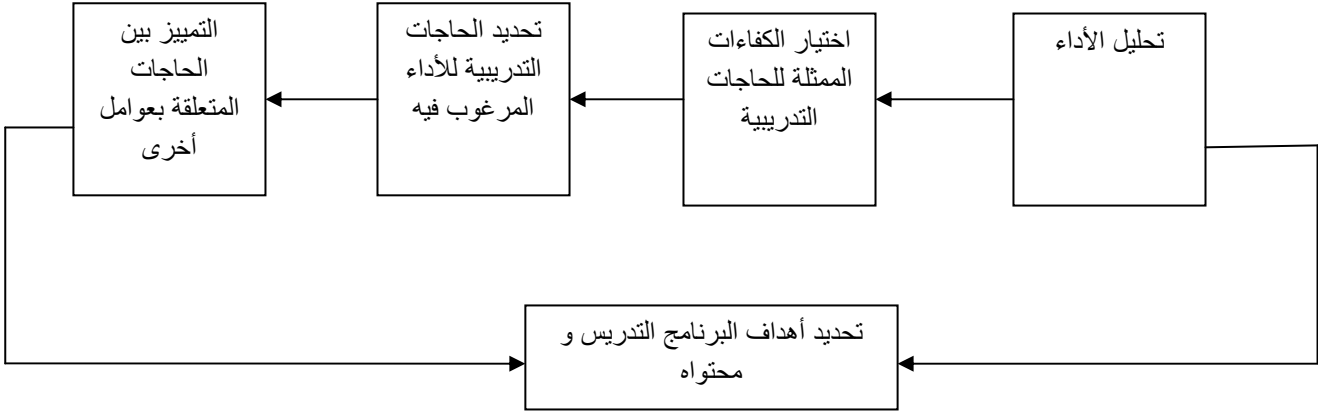 تحليل الأداء
اختيار الكفاءات
الممثلة للحاجات
التدريبية
تحديد الحاجات
التدريبية للأداء
المرغوب فيه
التمييز بين
الحاجات
المتعلقة بعوامل
أخرى
تحديد أهداف البرنامج التدريس و
محتواه